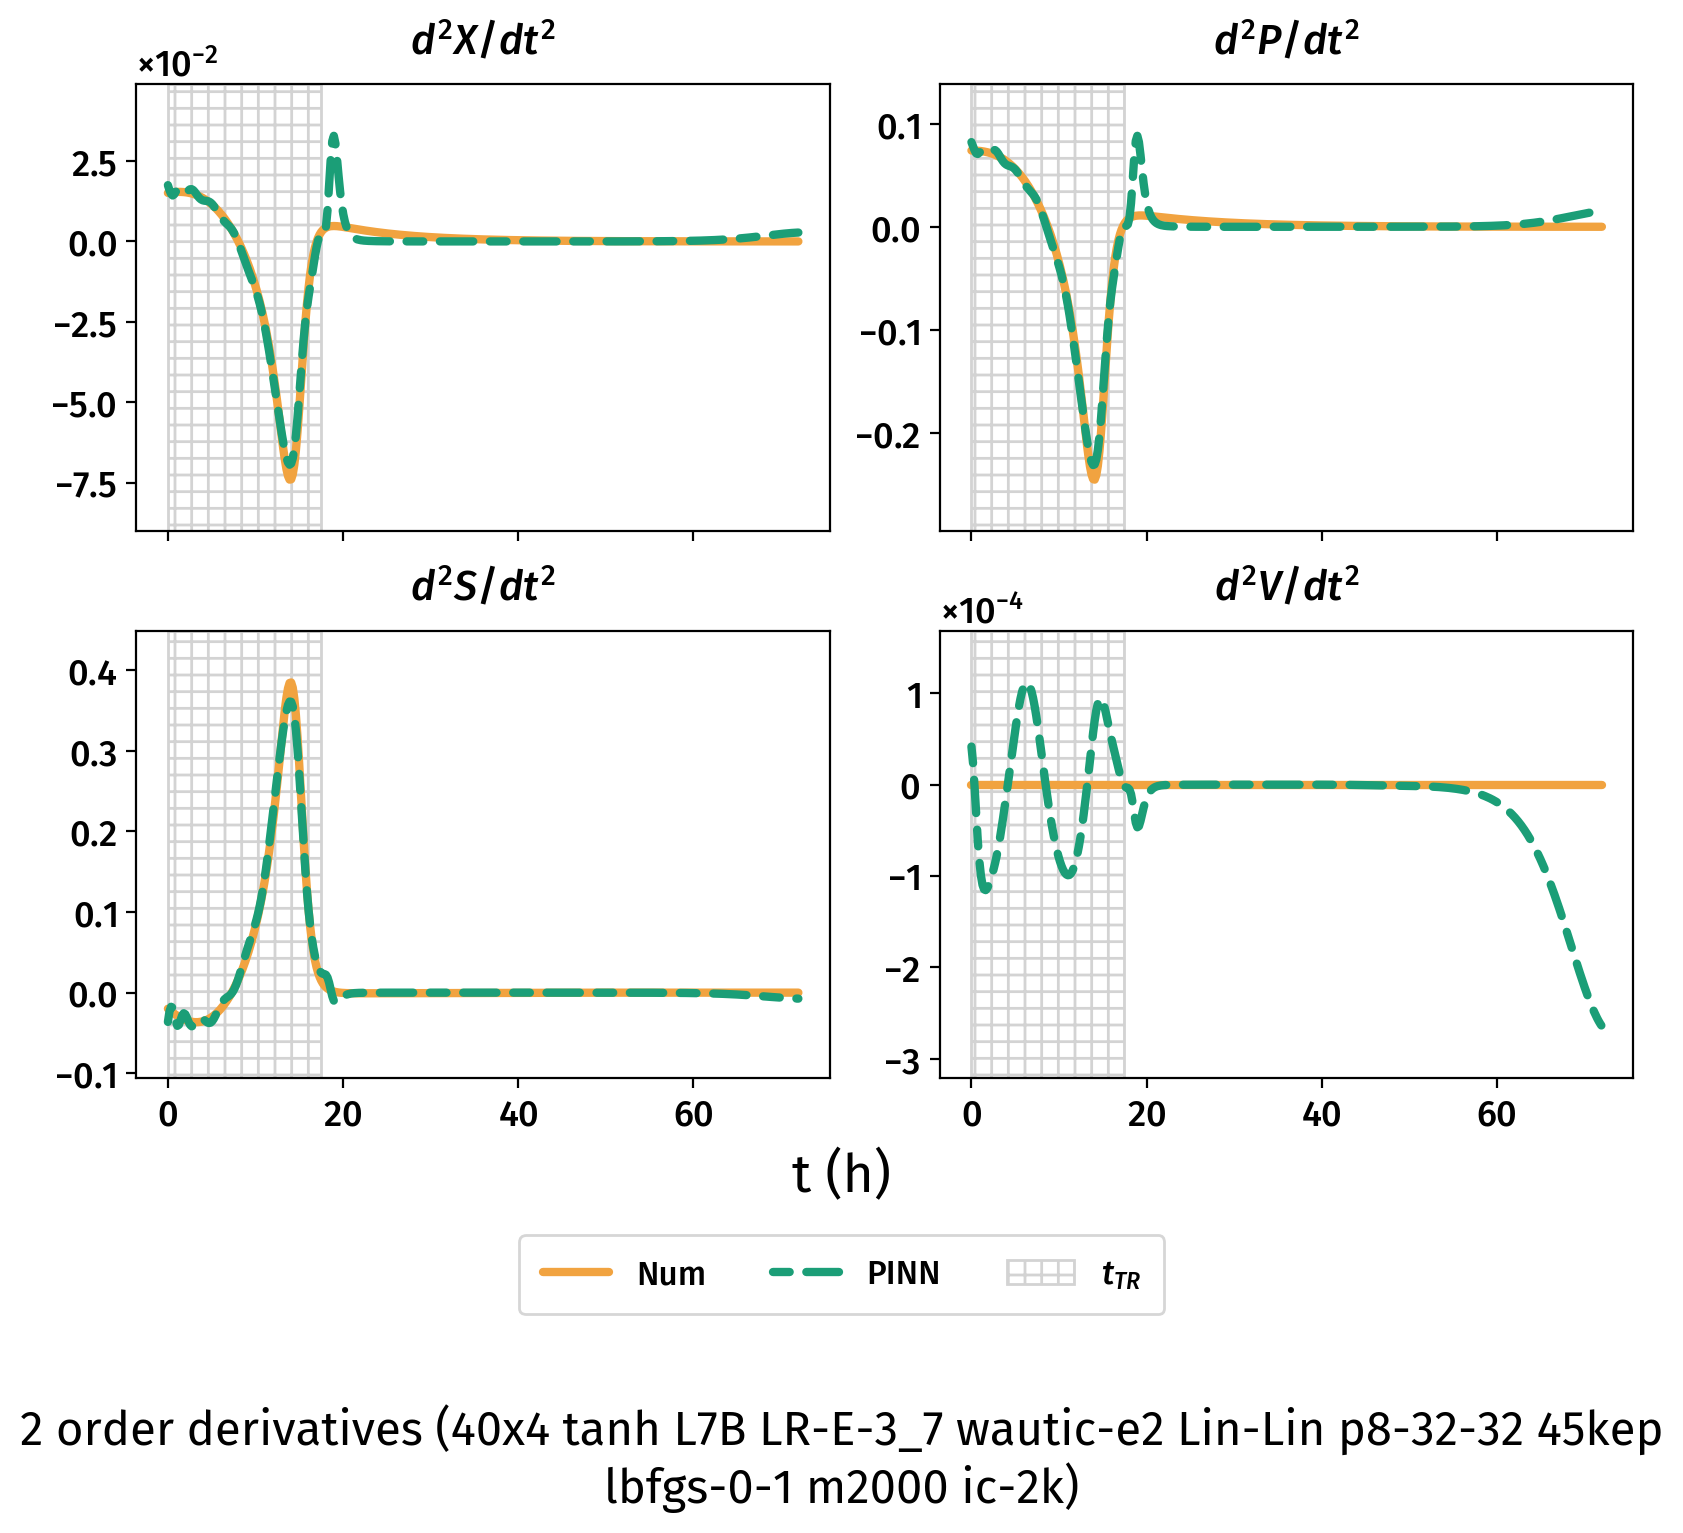 d²X/dt²
d²P/dt²
×10⁻²
2.5
0.0
−2.5
−5.0
−7.5
0.1
0.0
−0.1
−0.2
d²S/dt²
d²V/dt²
×10⁻⁴
0.4
0.3
0.2
0.1
0.0
−0.1
1
0
−1
−2
−3
0 20 40 60
0 20 40 60
t (h)
Num PINN t_TR
2 order derivatives (40x4 tanh L7B LR-E-3_7 wautic-e2 Lin-Lin p8-32-32 45kep
lbfgs-0-1 m2000 ic-2k)